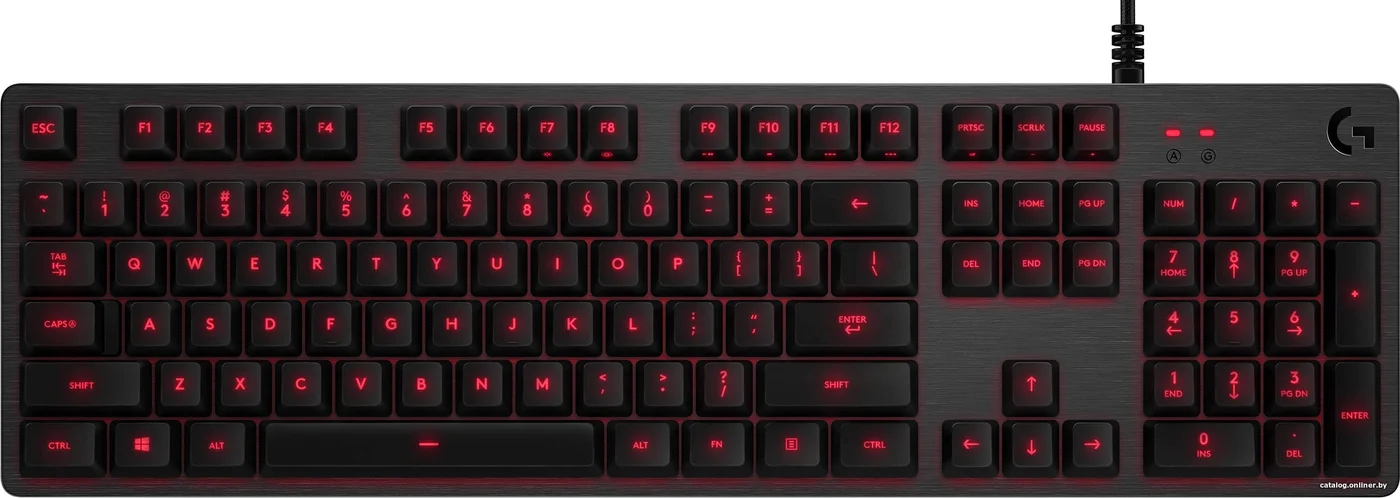 ESC F1 F2 F3 F4 F5 F6 F7 F8 F9 F10 F11 F12 PRTSC SCRLK PAUSE
A G
~ ! @ # $ % ^ & * ( ) _ +
` 1 2 3 4 5 6 7 8 9 0 - = ← INS HOME PG UP NUM / * -
TAB Q W E R T Y U I O P { [ } ] | \ DEL END PG DN 7 HOME 8 ↑ 9 PG UP +
CAPS A A S D F G H J K L : ; “ ‘ ENTER 4 ← 5 6 →
SHIFT Z X C V B N M < , > . ? / SHIFT ↑ 1 END 2 ↓ 3 PG DN ENTER
CTRL ALT ALT FN CTRL ← ↓ → 0 INS . DEL
catalog.onliner.by